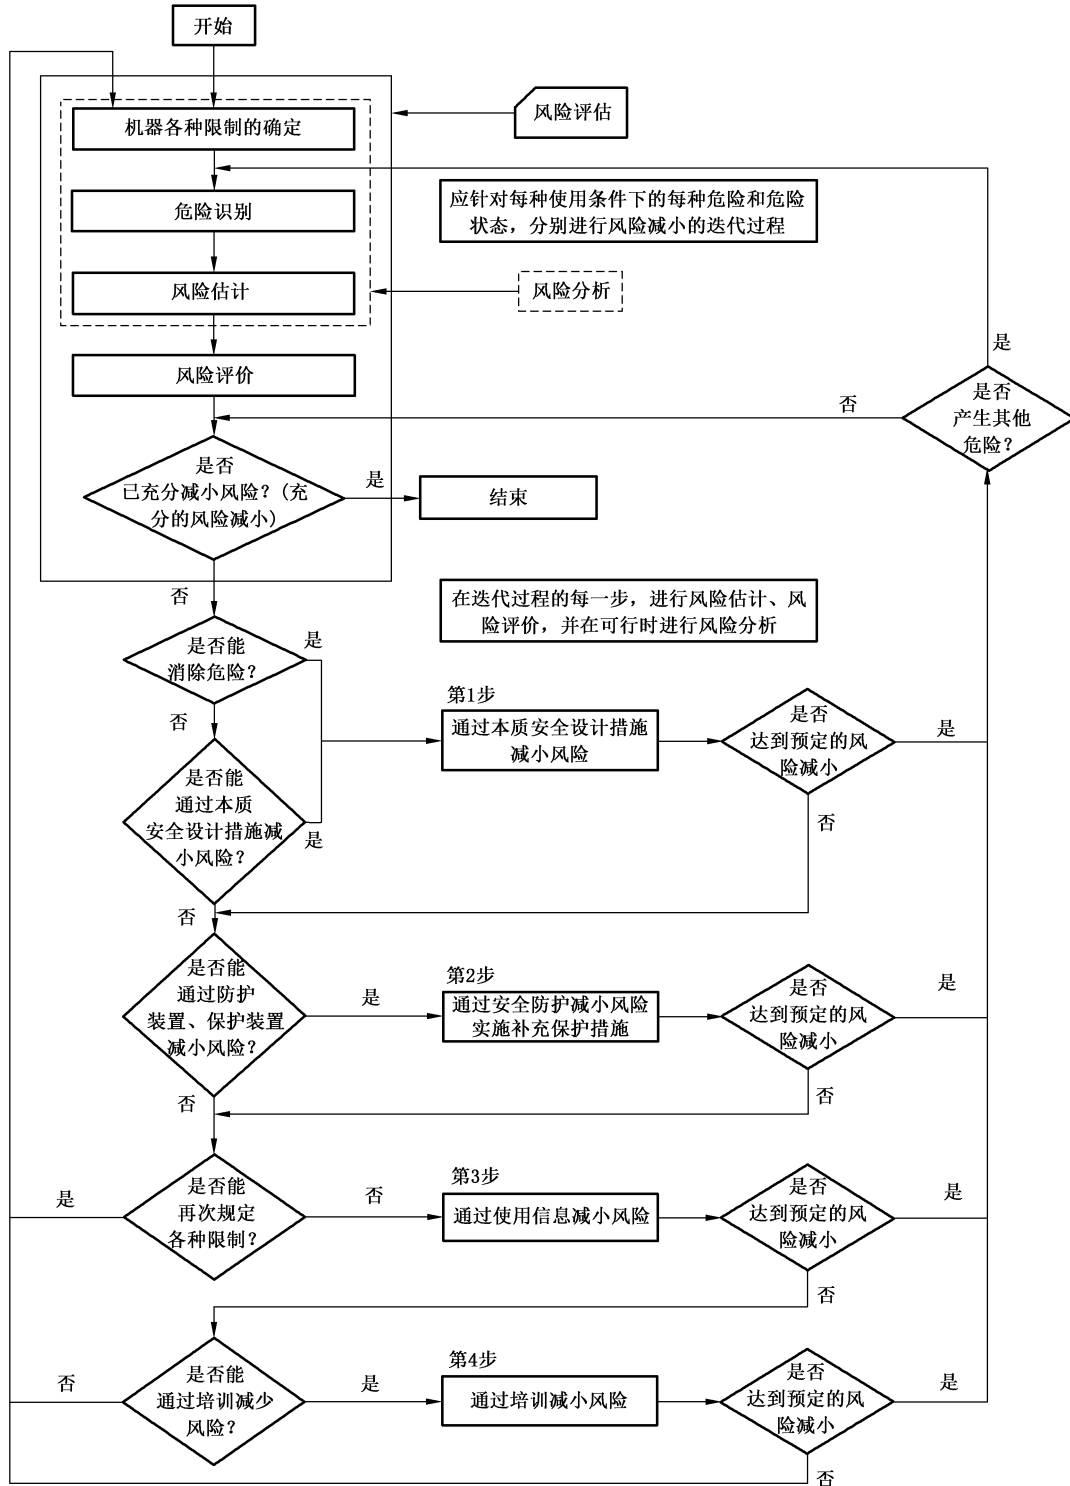 开始
风险评估
机器各种限制的确定
应针对每种使用条件下的每种危险和危险
状态，分别进行风险减小的迭代过程
危险识别
风险估计
风险分析
是
风险评价
否
是否
产生其他
危险？
是否
已充分减小风险？(充
分的风险减小)
是
结束
否
在迭代过程的每一步，进行风险估计、风
险评价，并在可行时进行风险分析
是否能
消除危险？
是
否
第1步
通过本质安全设计措施
减小风险
是否
达到预定的风
险减小
是
否
是否能
通过本质
安全设计措施减
小风险？
是
否
是否能
通过防护
装置、保护装置
减小风险？
是
第2步
通过安全防护减小风险
实施补充保护措施
是否
达到预定的风
险减小
是
否
否
是
是否能
再次规定
各种限制？
否
第3步
通过使用信息减小风险
是否
达到预定的风
险减小
是
否
否
是否能
通过培训减少
风险？
是
第4步
通过培训减小风险
是否
达到预定的风
险减小
是
否